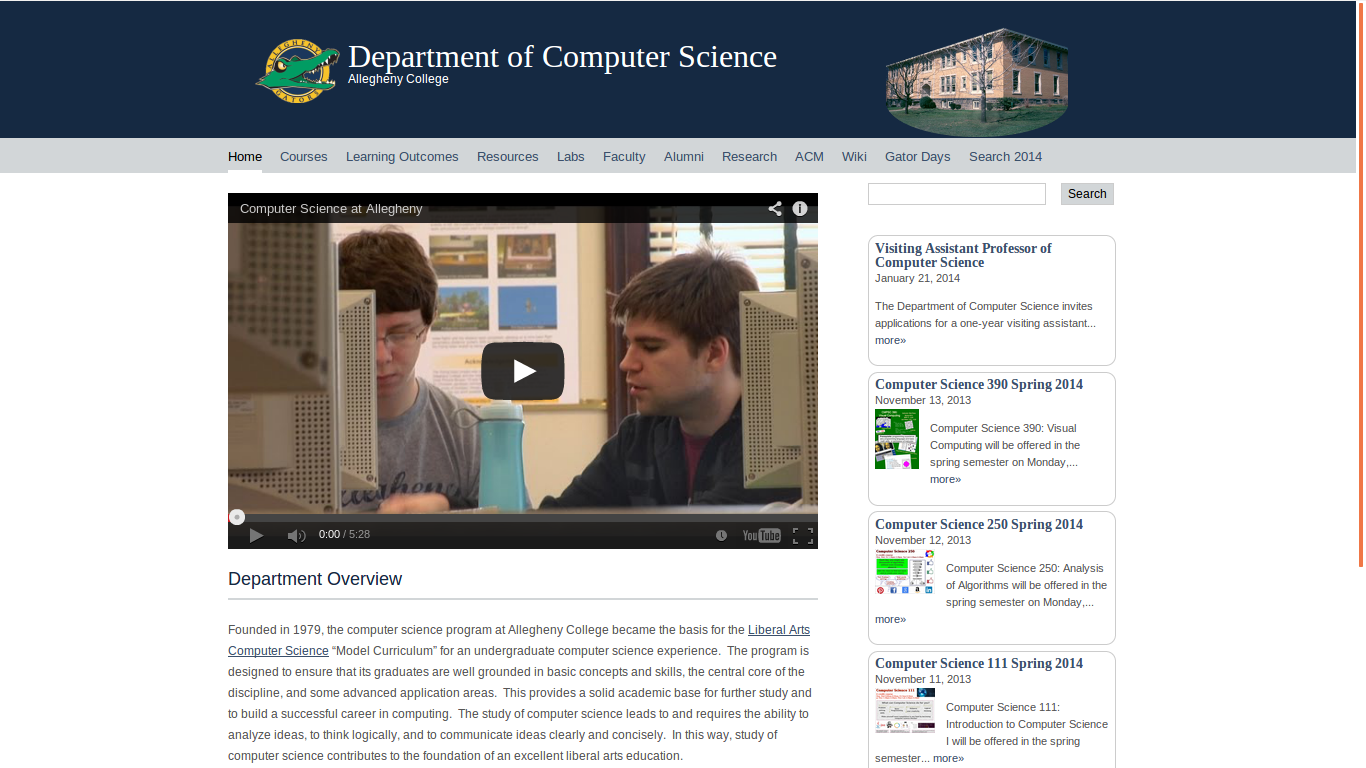 ALLEGHENY
GATORS
Department of Computer Science
Allegheny College
Home Courses Learning Outcomes Resources Labs Faculty Alumni Research ACM Wiki Gator Days Search 2014
Search
Computer Science at Allegheny
0:00 / 5:28
YouTube
Department Overview
Founded in 1979, the computer science program at Allegheny College became the basis for the Liberal Arts
Computer Science “Model Curriculum” for an undergraduate computer science experience.  The program is
designed to ensure that its graduates are well grounded in basic concepts and skills, the central core of the
discipline, and some advanced application areas.  This provides a solid academic base for further study and
to build a successful career in computing.  The study of computer science leads to and requires the ability to
analyze ideas, to think logically, and to communicate ideas clearly and concisely.  In this way, study of
computer science contributes to the foundation of an excellent liberal arts education.
Visiting Assistant Professor of
Computer Science
January 21, 2014
The Department of Computer Science invites
applications for a one-year visiting assistant...
more»
Computer Science 390 Spring 2014
November 13, 2013
Computer Science 390: Visual
Computing will be offered in the
spring semester on Monday,...
more»
Computer Science 250 Spring 2014
November 12, 2013
Computer Science 250
Computer Science 250: Analysis
of Algorithms will be offered in the
spring semester on Monday,...
more»
Computer Science 111 Spring 2014
November 11, 2013
Computer Science 111
Computer Science 111:
Introduction to Computer Science
I will be offered in the spring
semester... more»